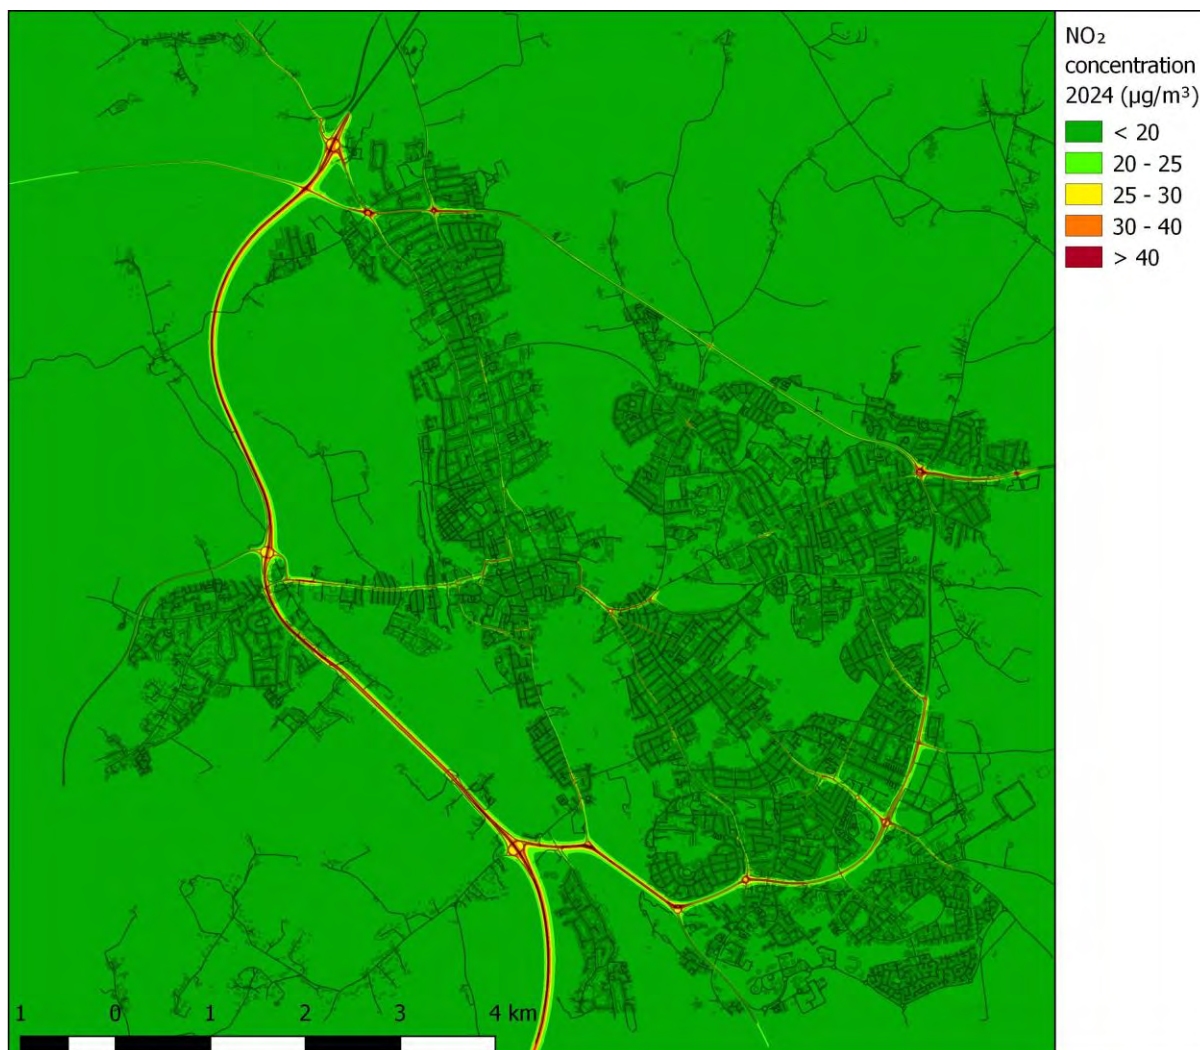 NO₂
concentration
2024 (µg/m³)
< 20
20 - 25
25 - 30
30 - 40
> 40
1 0 1 2 3 4 km